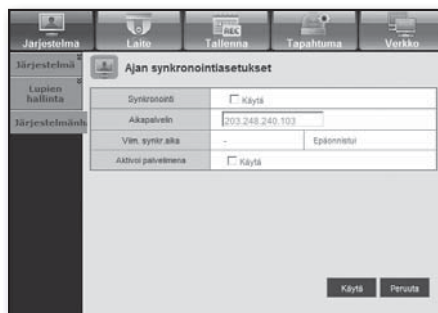 Järjestelmä Laite Tallenna Tapahtuma Verkko
REC
Järjestelmä
Lupien hallinta
Järjestelmänh
Ajan synkronointiasetukset
Synkronointi Käytä
Aikapalvelin 203.248.240.103
Viim. synkr.aika - Epäonnistui
Aktivoi palvelimena Käytä
Käytä Peruuta